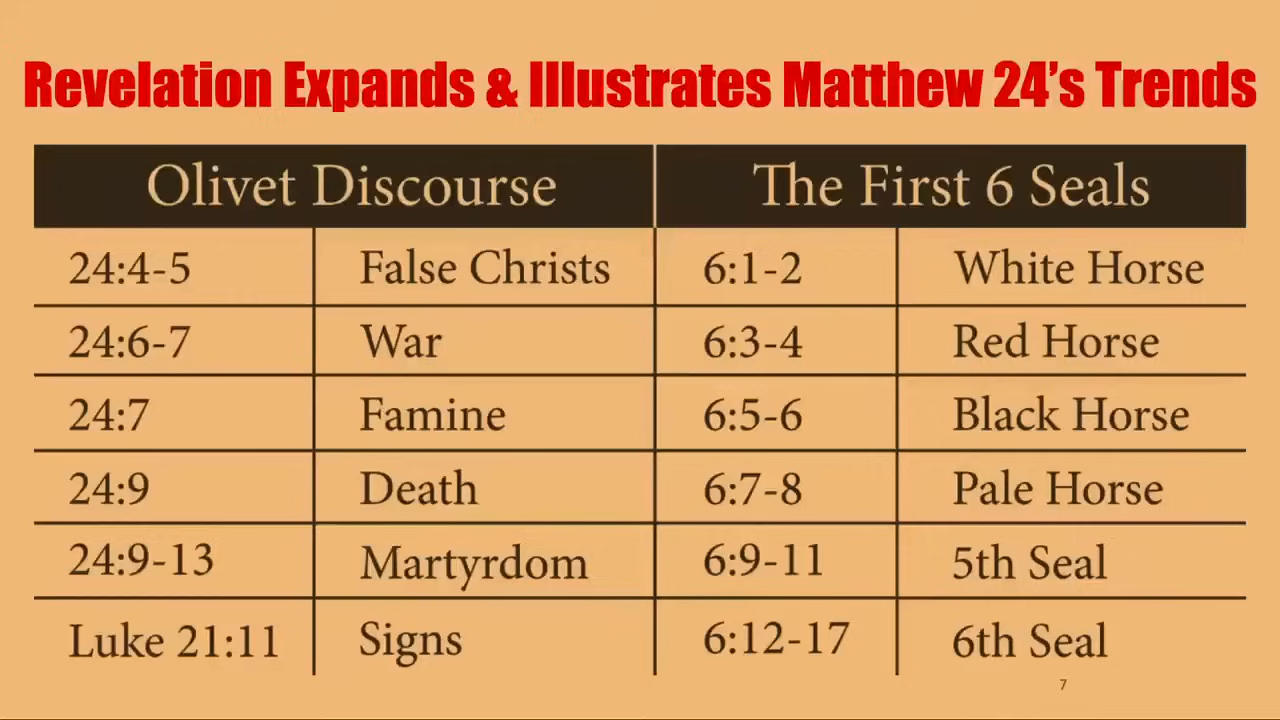 Revelation Expands & Illustrates Matthew 24’s Trends
Olivet Discourse The First 6 Seals
24:4-5 False Christs 6:1-2 White Horse
24:6-7 War 6:3-4 Red Horse
24:7 Famine 6:5-6 Black Horse
24:9 Death 6:7-8 Pale Horse
24:9-13 Martyrdom 6:9-11 5th Seal
Luke 21:11 Signs 6:12-17 6th Seal
7